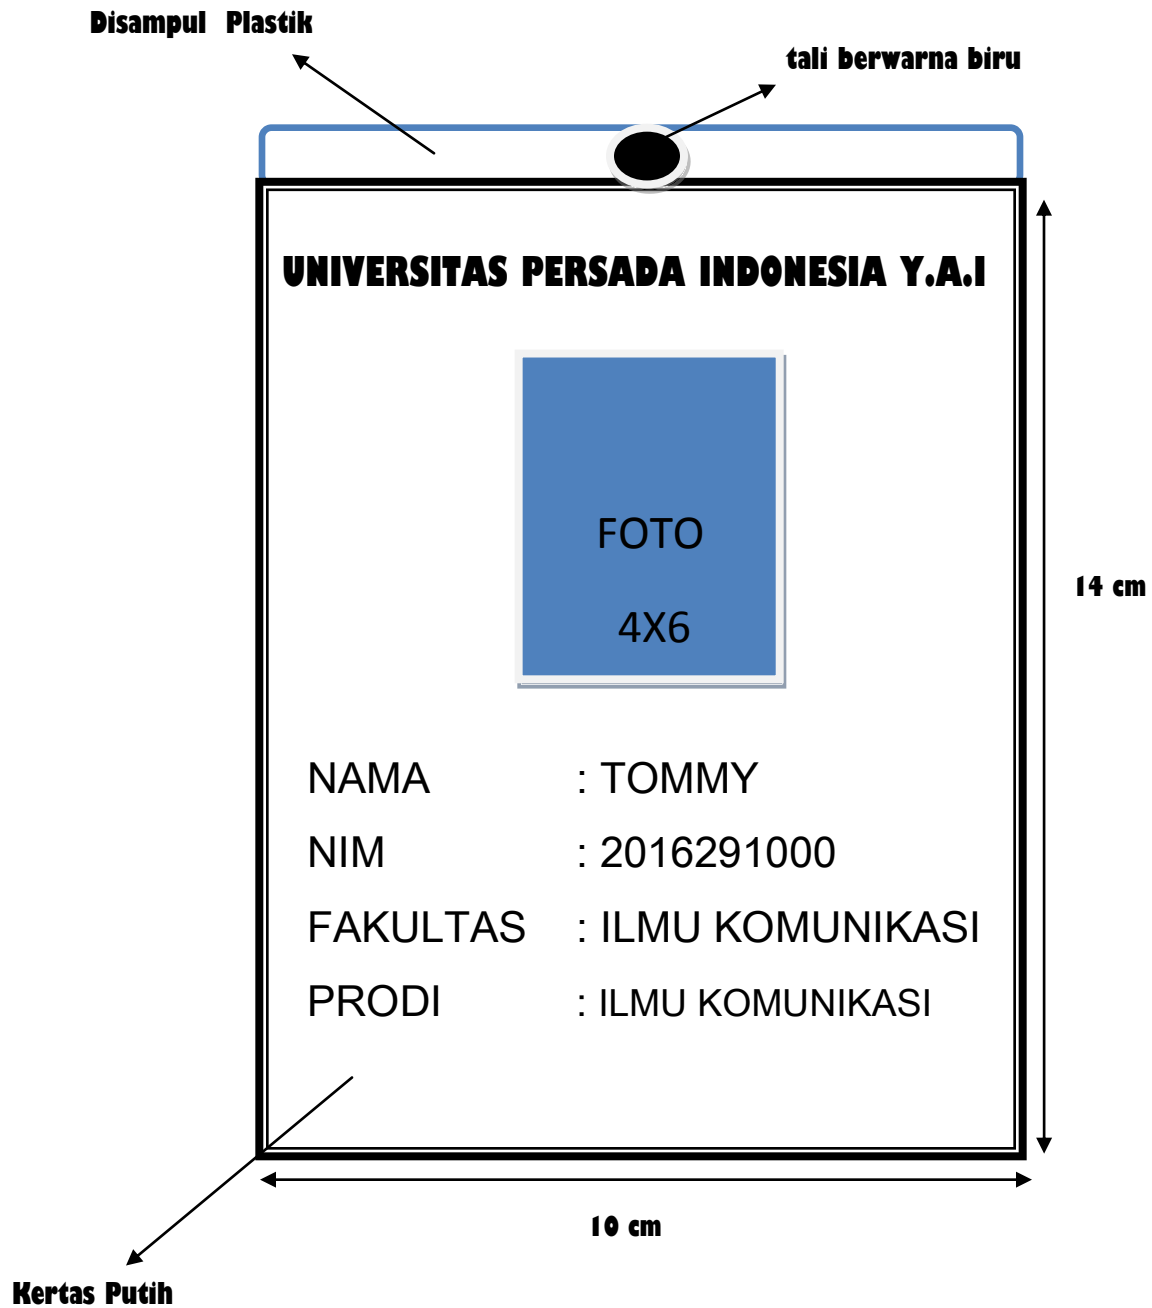 Disampul Plastik
tali berwarna biru
UNIVERSITAS PERSADA INDONESIA Y.A.I
FOTO
4X6
14 cm
NAMA : TOMMY
NIM : 2016291000
FAKULTAS : ILMU KOMUNIKASI
PRODI : ILMU KOMUNIKASI
10 cm
Kertas Putih